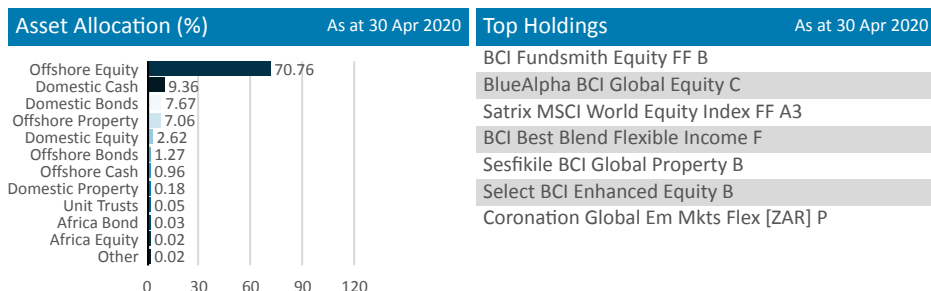 Asset Allocation (%) As at 30 Apr 2020
Offshore Equity 70.76
Domestic Cash 9.36
Domestic Bonds 7.67
Offshore Property 7.06
Domestic Equity 2.62
Offshore Bonds 1.27
Offshore Cash 0.96
Domestic Property 0.18
Unit Trusts 0.05
Africa Bond 0.03
Africa Equity 0.02
Other 0.02
0 30 60 90 120
Top Holdings As at 30 Apr 2020
BCI Fundsmith Equity FF B
BlueAlpha BCI Global Equity C
Satrix MSCI World Equity Index FF A3
BCI Best Blend Flexible Income F
Sesfikile BCI Global Property B
Select BCI Enhanced Equity B
Coronation Global Em Mkts Flex [ZAR] P